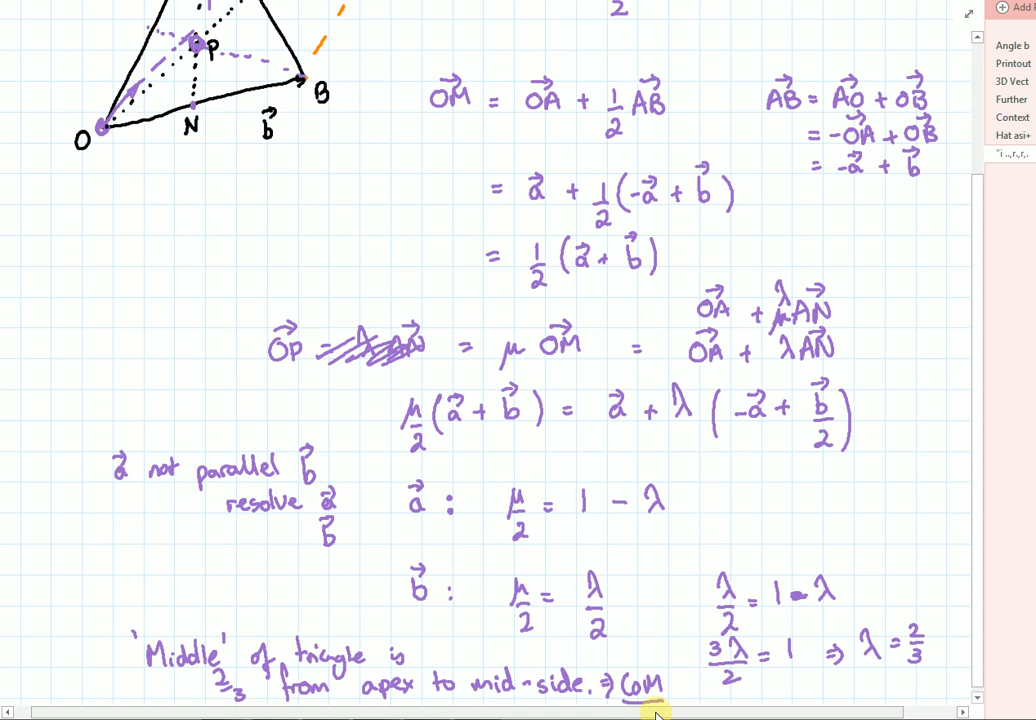 2
P
B
O
N
b⃗
OM⃗ = OA⃗ + 1/2 AB⃗
AB⃗ = AO⃗ + OB⃗
= -OA⃗ + OB⃗
= -a⃗ + b⃗
= a⃗ + 1/2 (-a⃗ + b⃗)
= 1/2 (a⃗ + b⃗)
OA⃗ + λ AN⃗
OP⃗ = μ OM⃗ = OA⃗ + λAN⃗
μ/2 (a⃗ + b⃗) = a⃗ + λ (-a⃗ + b⃗/2)
a⃗ not parallel b⃗
resolve a⃗
b⃗
a⃗ : μ/2 = 1 - λ
b⃗ : μ/2 = λ/2
λ/2 = 1 - λ
3λ/2 = 1 ⇒ λ = 2/3
'Middle' of triangle is
2/3 from apex to mid-side. ⇒ COM
Add
Angle b
Printout
3D Vect
Further
Context
Hat asi+
"i ..,r.,r,.